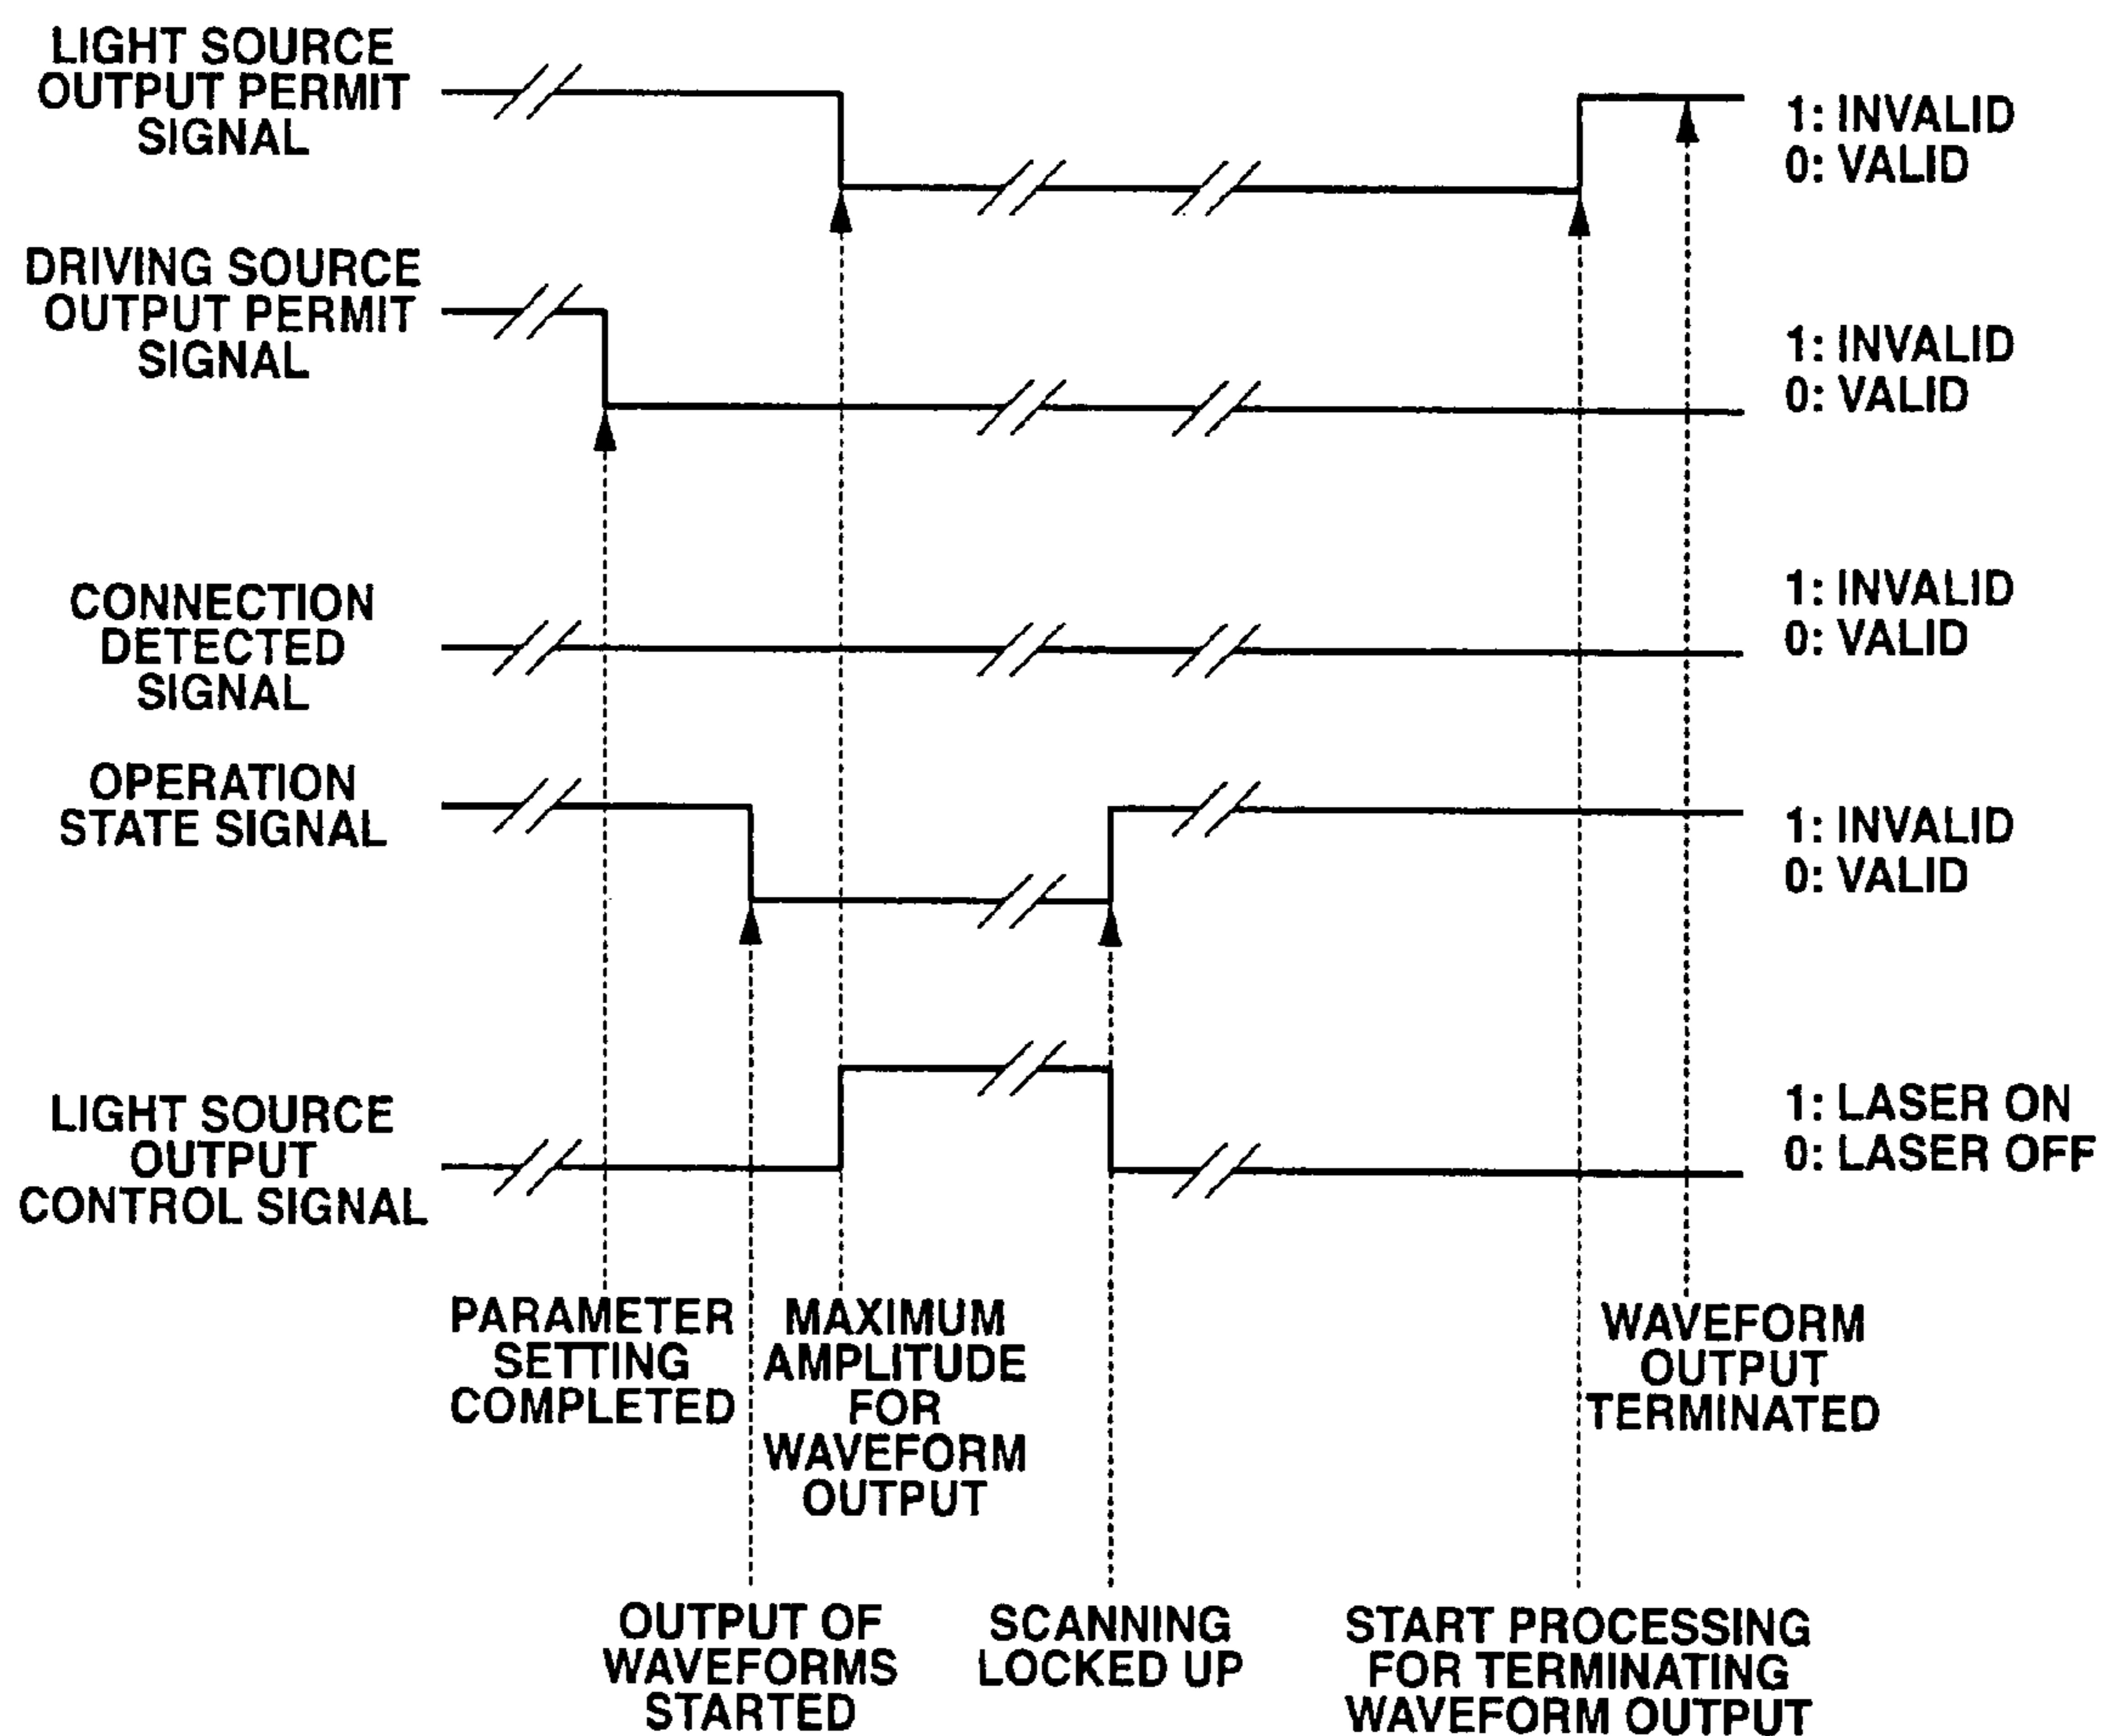 LIGHT SOURCE
OUTPUT PERMIT
SIGNAL
1: INVALID
0: VALID
DRIVING SOURCE
OUTPUT PERMIT
SIGNAL
1: INVALID
0: VALID
CONNECTION
DETECTED
SIGNAL
1: INVALID
0: VALID
OPERATION
STATE SIGNAL
1: INVALID
0: VALID
LIGHT SOURCE
OUTPUT
CONTROL SIGNAL
1: LASER ON
0: LASER OFF
PARAMETER
SETTING
COMPLETED
MAXIMUM
AMPLITUDE
FOR
WAVEFORM
OUTPUT
WAVEFORM
OUTPUT
TERMINATED
OUTPUT OF
WAVEFORMS
STARTED
SCANNING
LOCKED UP
START PROCESSING
FOR TERMINATING
WAVEFORM OUTPUT